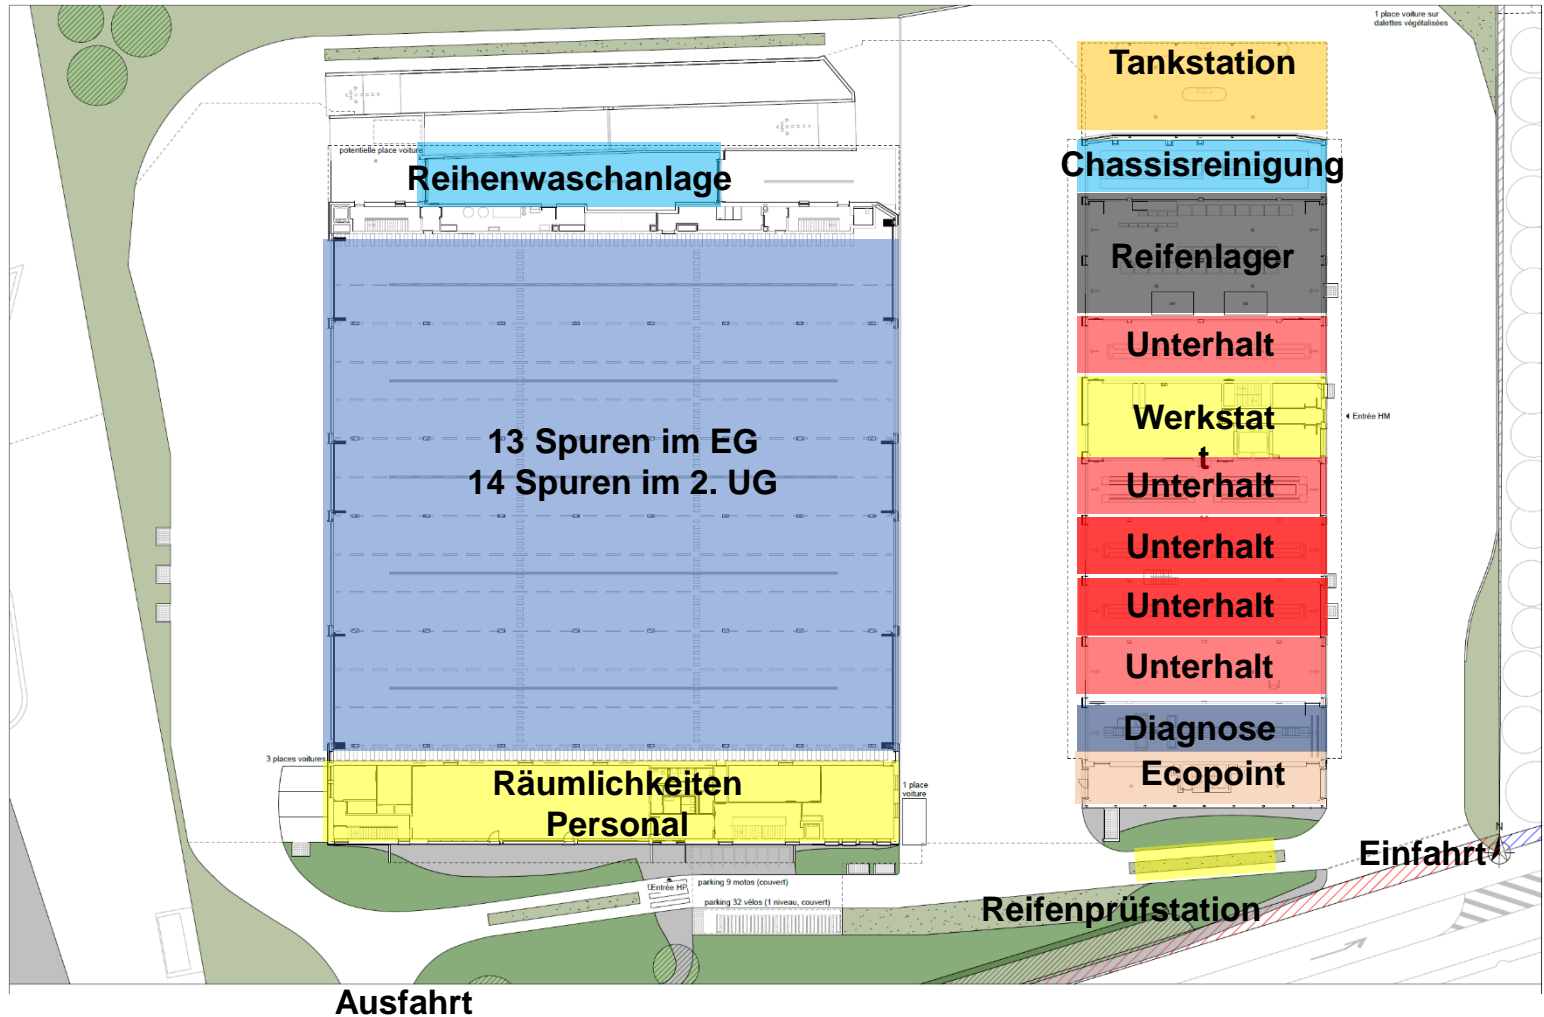 1 place voiture sur
dalettes végétalisées
Tankstation
potentielle place voiture
Reihenwaschanlage
Chassisreinigung
Reifenlager
Unterhalt
Werkstat
t
Entrée HM
13 Spuren im EG
14 Spuren im 2. UG
Unterhalt
Unterhalt
Unterhalt
Unterhalt
Diagnose
Ecopoint
3 places voitures
Räumlichkeiten
Personal
1 place
voiture
N
Einfahrt
Entrée HP
parking 9 motos (couvert)
parking 32 vélos (1 niveau, couvert)
Reifenprüfstation
Ausfahrt